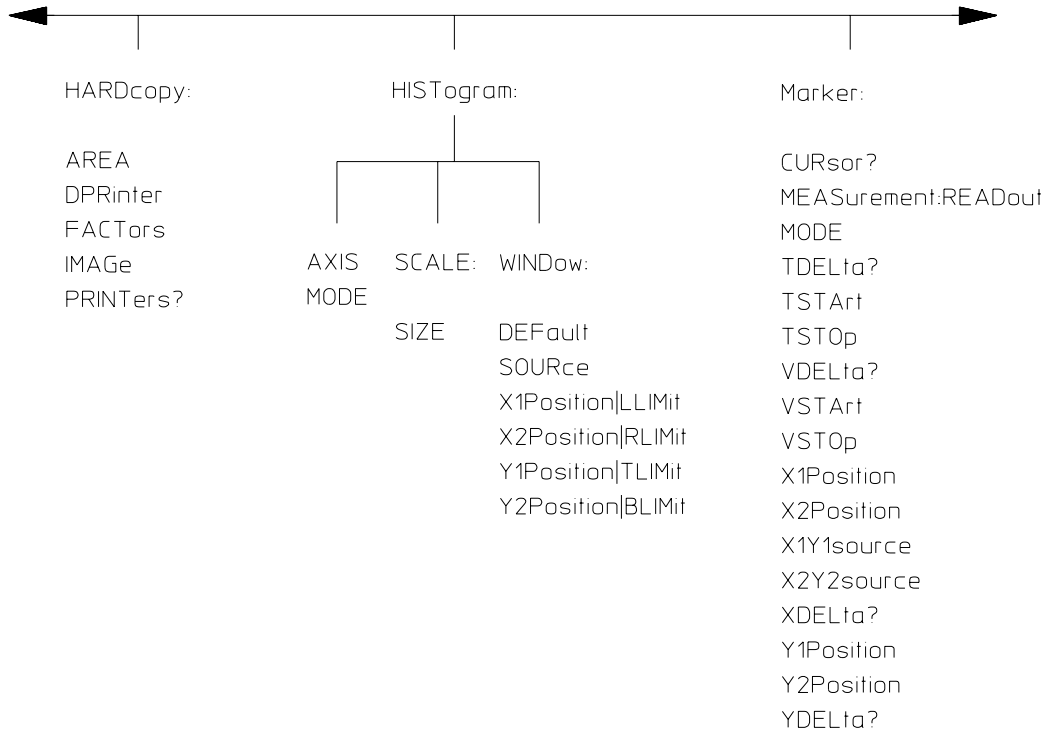 HARDcopy:
AREA
DPRinter
FACTors
IMAGe
PRINTers?
HISTogram:
AXIS
MODE
SCALE:
SIZE
WINDow:
DEFault
SOURce
X1Position|LLIMit
X2Position|RLIMit
Y1Position|TLIMit
Y2Position|BLIMit
Marker:
CURsor?
MEASurement:READout
MODE
TDELta?
TSTArt
TSTOp
VDELta?
VSTArt
VSTOp
X1Position
X2Position
X1Y1source
X2Y2source
XDELta?
Y1Position
Y2Position
YDELta?